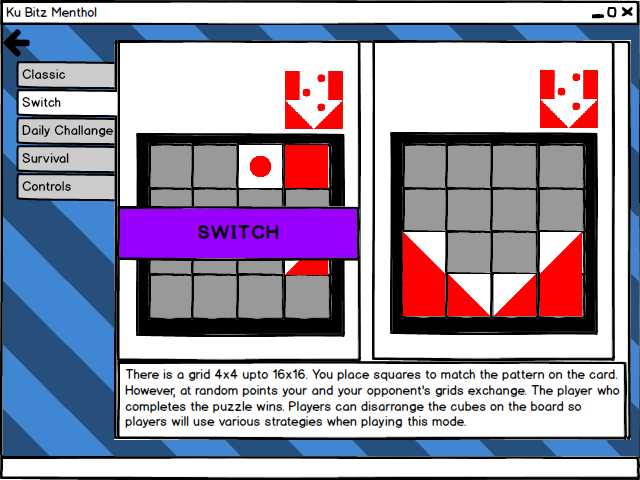 Ku Bitz Menthol
Classic
Switch
Daily Challange
Survival
Controls
SWITCH
There is a grid 4x4 upto 16x16. You place squares to match the pattern on the card.
However, at random points your and your opponent's grids exchange. The player who
completes the puzzle wins. Players can disarrange the cubes on the board so
players will use various strategies when playing this mode.